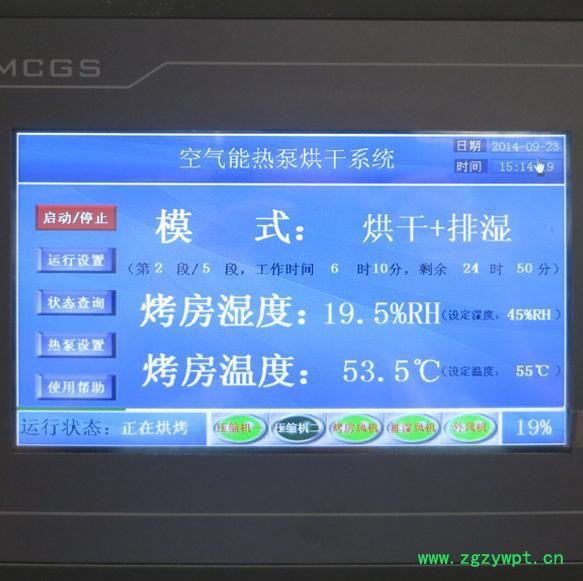 MCGS
空气能热泵烘干系统
日期 2014-09-23
时间 15:14
启动/停止
模 式： 烘干+排湿
运行设置
（第2 段/5 段，工作时间 6 时10分，剩余 24 时 50分）
状态查询
烤房湿度：19.5%RH（设定湿度：45%RH）
热泵设置
烤房温度：53.5℃（设定温度：55℃）
使用帮助
运行状态：正在烘烤 压缩机一 压缩机二 烤房风机 排湿风机 外风机 19%
www.zgzywpt.cn